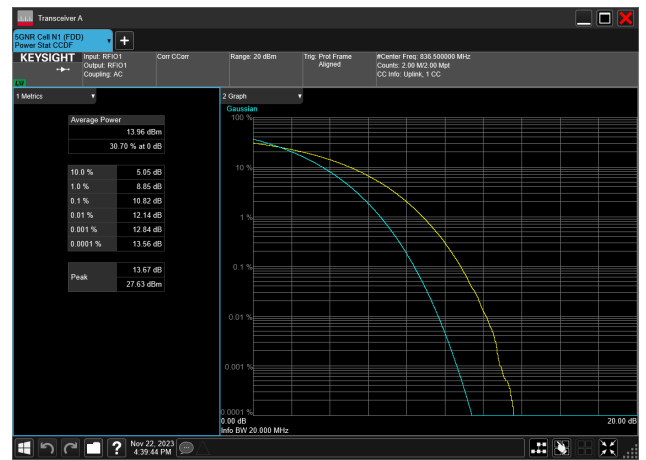 Transceiver A
5GNR Cell N1 (FDD)
Power Stat CCDF
KEYSIGHT
Input: RFIO1
Output: RFIO1
Coupling: AC
Corr CCorr
Range: 20 dBm
Trig: Prot Frame
Aligned
#Center Freq: 836.500000 MHz
Counts: 2.00 M/2.00 Mpt
CC Info: Uplink, 1 CC
1 Metrics
Average Power
13.96 dBm
30.70 % at 0 dB
10.0 % 5.05 dB
1.0 % 8.85 dB
0.1 % 10.82 dB
0.01 % 12.14 dB
0.001 % 12.84 dB
0.0001 % 13.56 dB
Peak
13.67 dB
27.63 dBm
2 Graph
Gaussian
100 %
10 %
1 %
0.1 %
0.01 %
0.001 %
0.0001 %
0.00 dB 20.00 dB
Info BW 20.000 MHz
?
Nov 22, 2023
4:39:44 PM